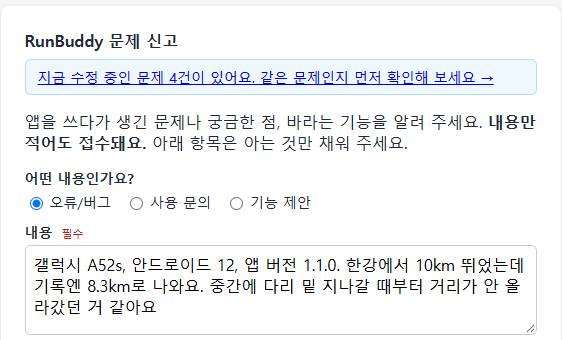 RunBuddy 문제 신고
지금 수정 중인 문제 4건이 있어요. 같은 문제인지 먼저 확인해 보세요 →
앱을 쓰다가 생긴 문제나 궁금한 점, 바라는 기능을 알려 주세요. 내용만
적어도 접수돼요. 아래 항목은 아는 것만 채워 주세요.
어떤 내용인가요?
오류/버그 사용 문의 기능 제안
내용 필수
갤럭시 A52s, 안드로이드 12, 앱 버전 1.1.0. 한강에서 10km 뛰었는데
기록엔 8.3km로 나와요. 중간에 다리 밑 지나갈 때부터 거리가 안 올
라갔던 거 같아요